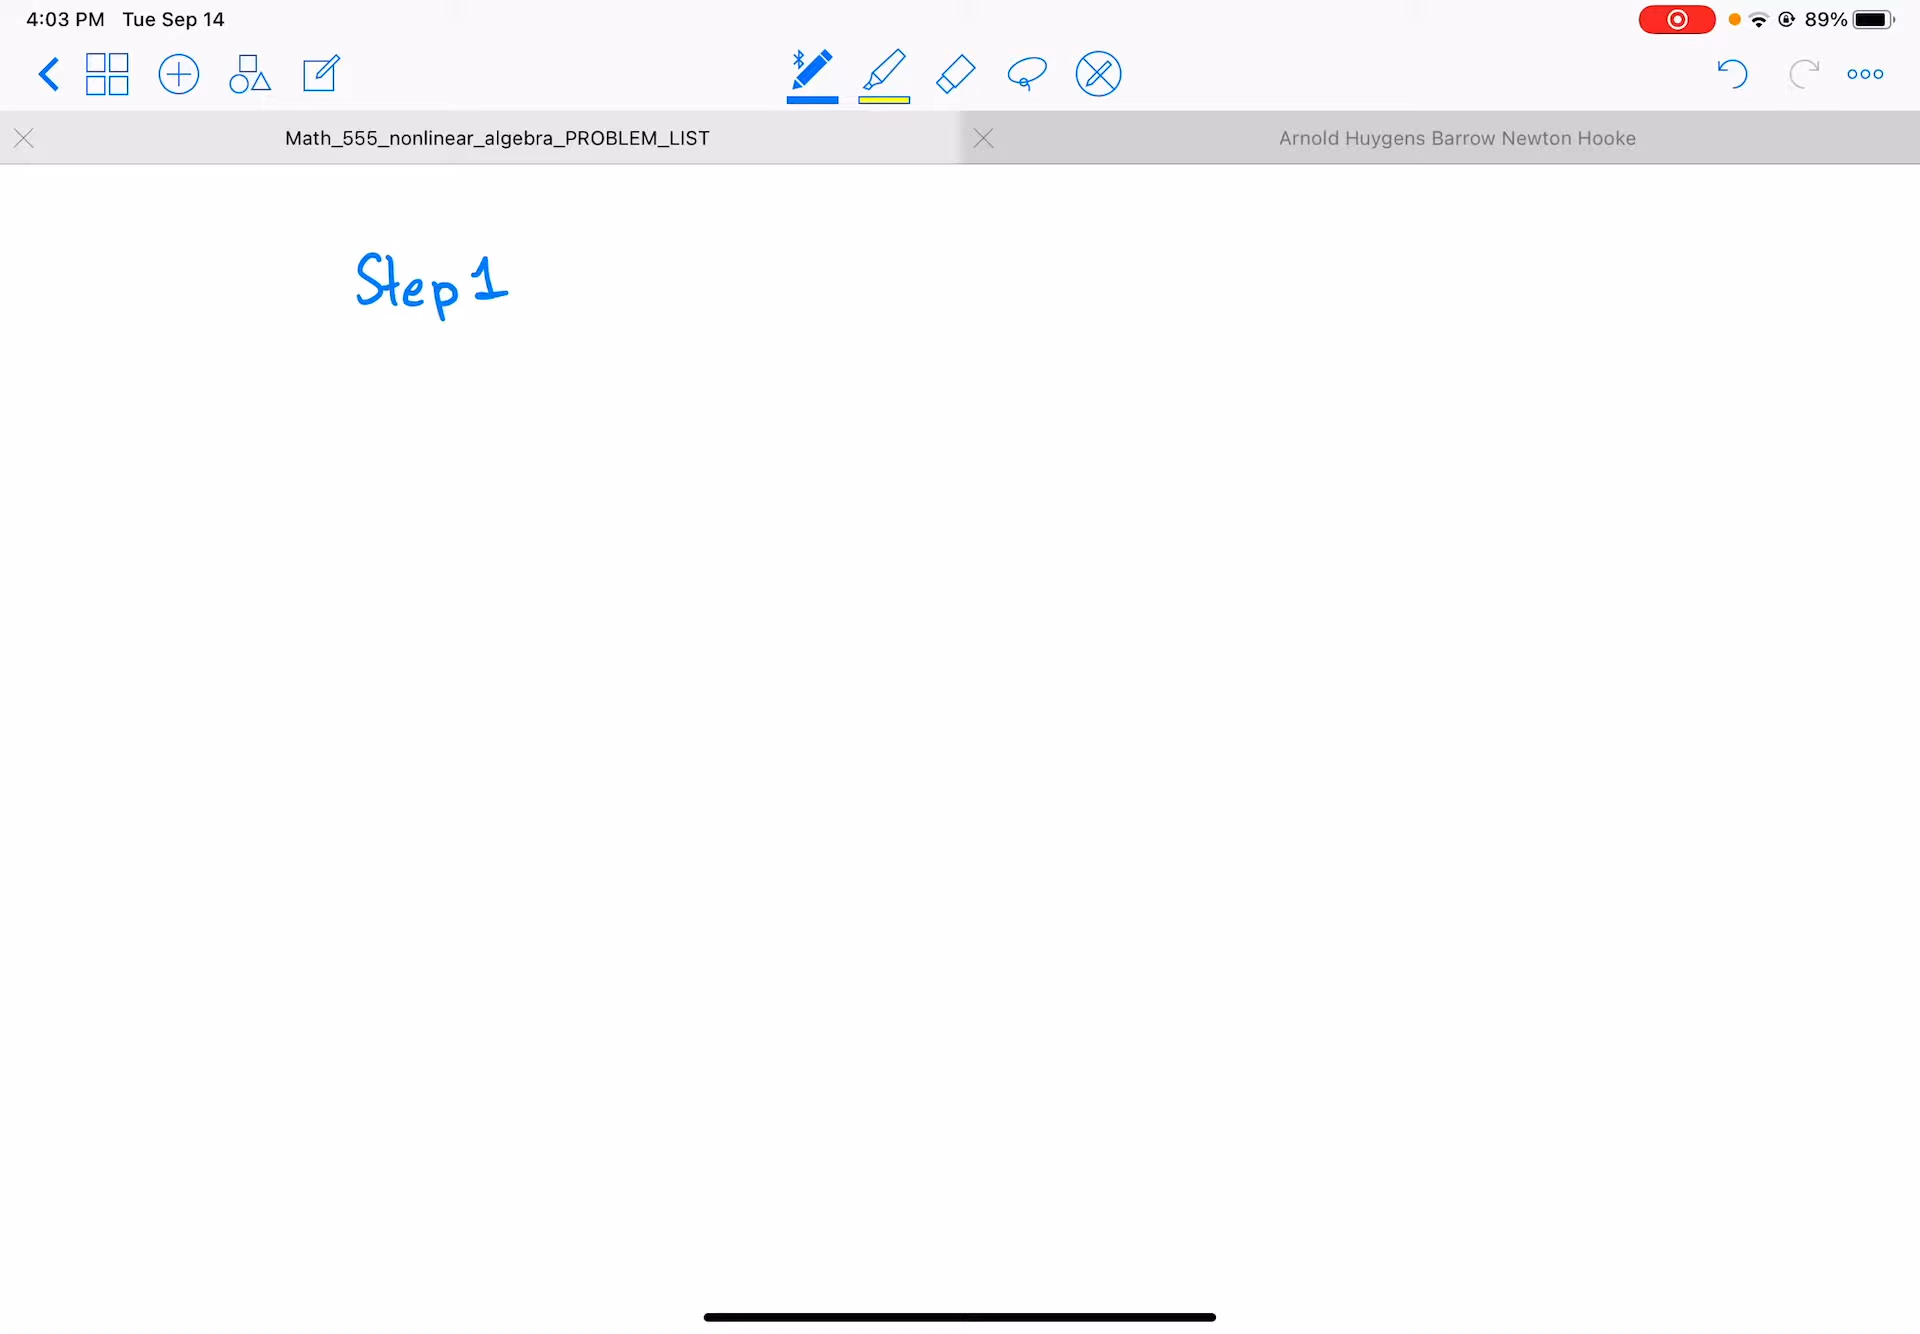 4:03 PM Tue Sep 14
89%
Math_555_nonlinear_algebra_PROBLEM_LIST
Arnold Huygens Barrow Newton Hooke
Step 1